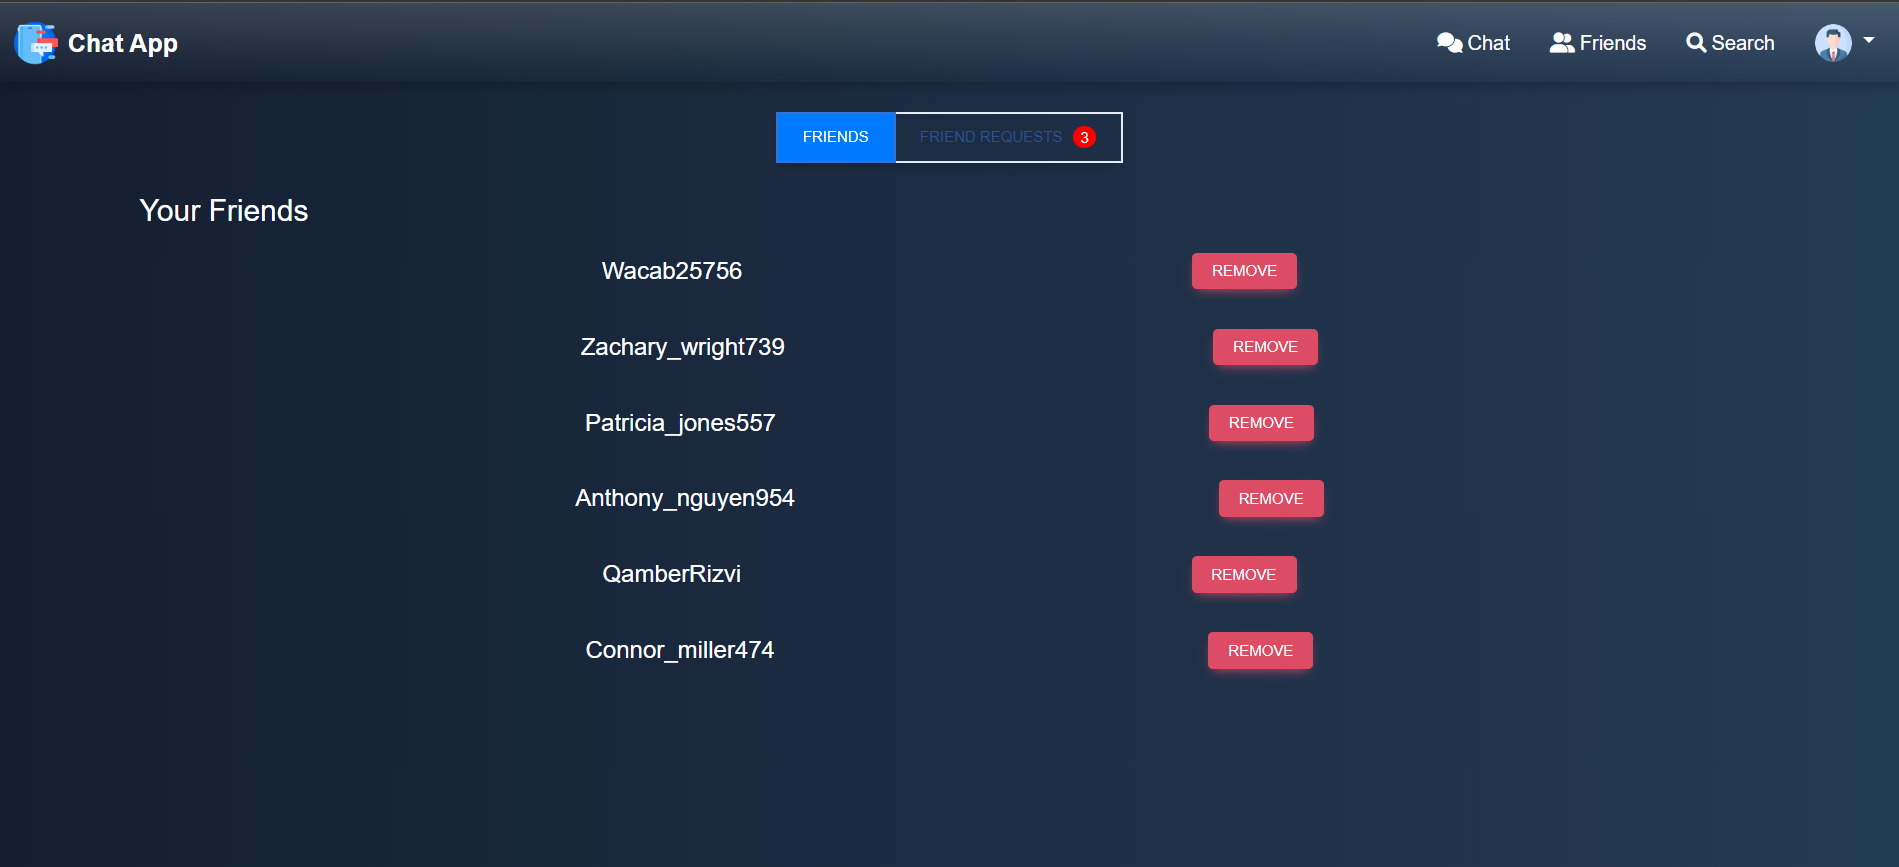 Chat App Chat Friends Search
FRIENDS FRIEND REQUESTS 3
Your Friends
Wacab25756 REMOVE
Zachary_wright739 REMOVE
Patricia_jones557 REMOVE
Anthony_nguyen954 REMOVE
QamberRizvi REMOVE
Connor_miller474 REMOVE